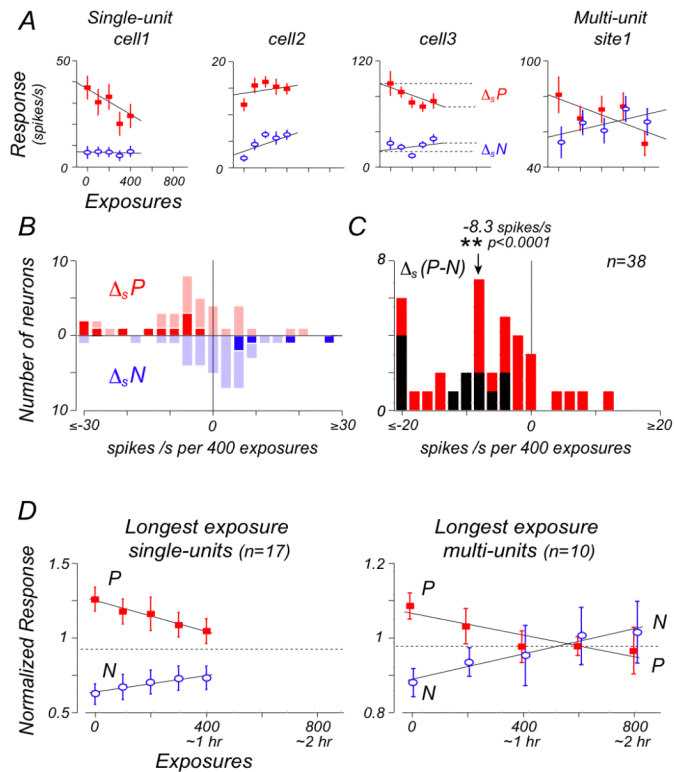 A
Single-unit
cell1
cell2
cell3
Multi-unit
site1
Response
(spikes/s)
50
0
25
0
120
0
100
40
ΔsP
ΔsN
0 400 800
Exposures
B
Number of neurons
10
0
10
ΔsP
ΔsN
≤-30 0 ≥30
spikes /s per 400 exposures
C
-8.3 spikes/s
** p<0.0001
Δs(P-N)
n=38
8
0
≤-20 0 ≥20
spikes /s per 400 exposures
D
Longest exposure
single-units (n=17)
Normalized Response
1.5
1
0.5
P
N
0 400 800
~1 hr ~2 hr
Exposures
Longest exposure
multi-units (n=10)
1.2
1
0.8
P
N
N
P
0 400 800
~1 hr ~2 hr